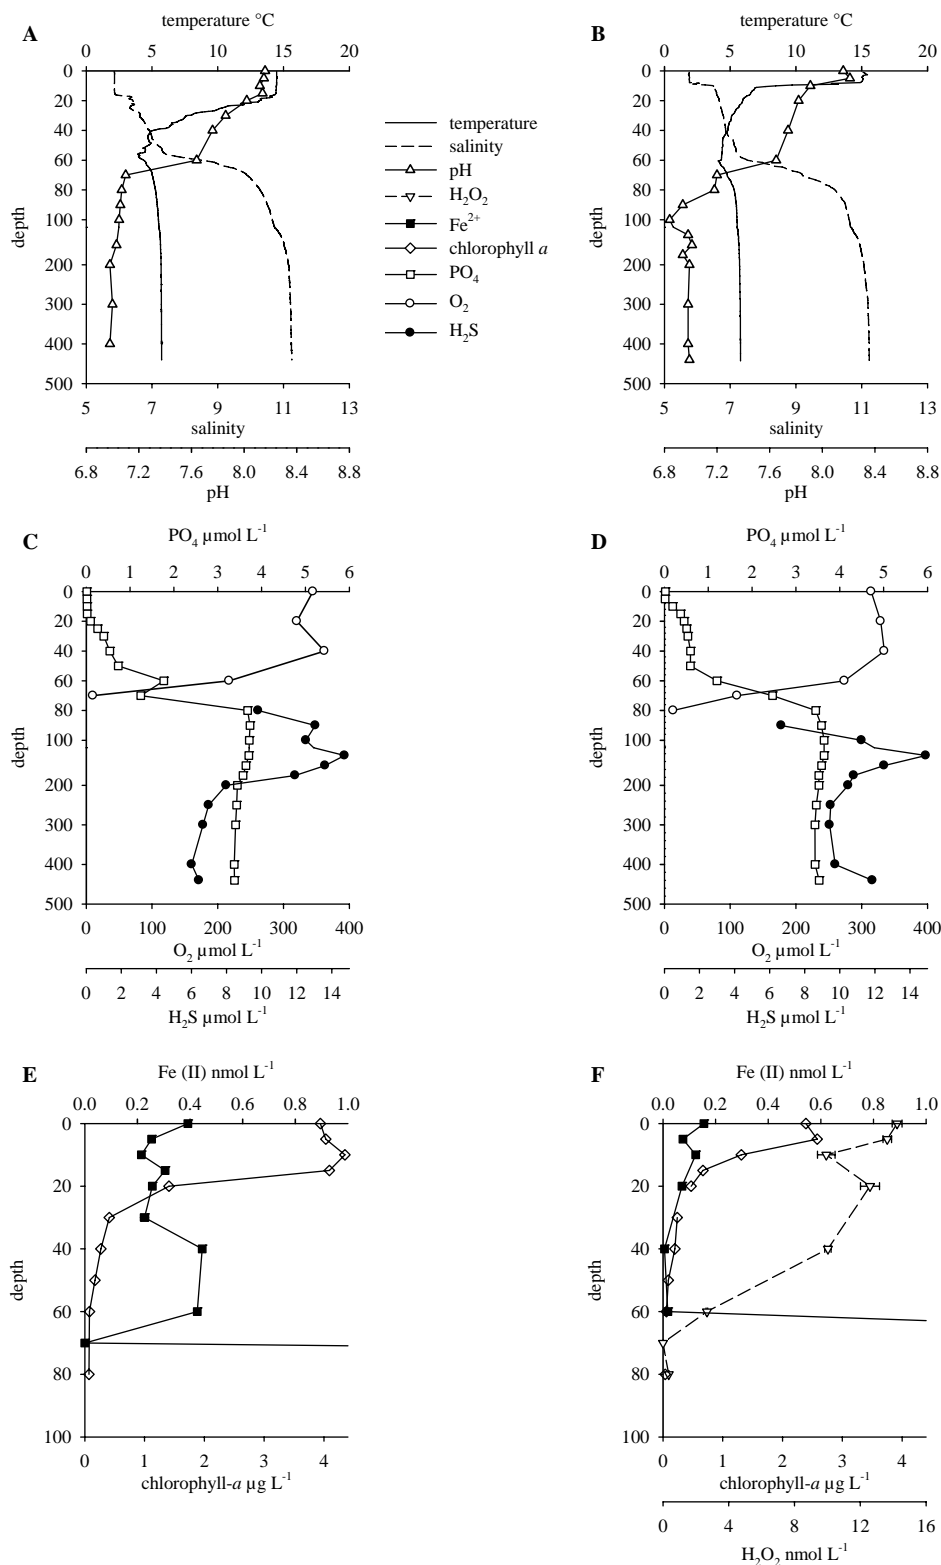 temperature °C
A
0 5 10 15 20
0
20
40
60
80
100
200
300
400
500
depth
5 7 9 11 13
salinity
6.8 7.2 7.6 8.0 8.4 8.8
pH
temperature
salinity
pH
H₂O₂
Fe²⁺
chlorophyll a
PO₄
O₂
H₂S
temperature °C
B
0 5 10 15 20
0
20
40
60
80
100
200
300
400
500
depth
5 7 9 11 13
salinity
6.8 7.2 7.6 8.0 8.4 8.8
pH
C
PO₄ µmol L⁻¹
0 1 2 3 4 5 6
0
20
40
60
80
100
200
300
400
500
depth
0 100 200 300 400
O₂ µmol L⁻¹
0 2 4 6 8 10 12 14
H₂S µmol L⁻¹
D
PO₄ µmol L⁻¹
0 1 2 3 4 5 6
0
20
40
60
80
100
200
300
400
500
depth
0 100 200 300 400
O₂ µmol L⁻¹
0 2 4 6 8 10 12 14
H₂S µmol L⁻¹
E
Fe (II) nmol L⁻¹
0.0 0.2 0.4 0.6 0.8 1.0
0
20
40
60
80
100
depth
0 1 2 3 4
chlorophyll-a µg L⁻¹
F
Fe (II) nmol L⁻¹
0.0 0.2 0.4 0.6 0.8 1.0
0
20
40
60
80
100
depth
0 1 2 3 4
chlorophyll-a µg L⁻¹
0 4 8 12 16
H₂O₂ nmol L⁻¹